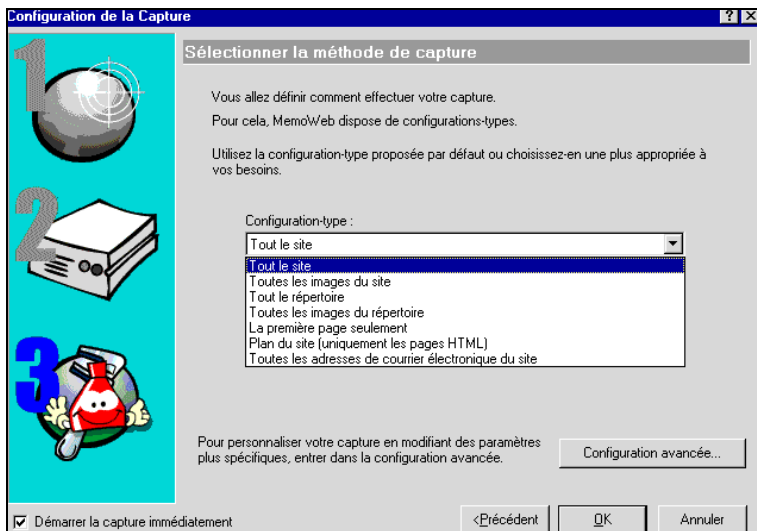 Configuration de la Capture
Sélectionner la méthode de capture
1
Vous allez définir comment effectuer votre capture.
Pour cela, MemoWeb dispose de configurations-types.
Utilisez la configuration-type proposée par défaut ou choisissez-en une plus appropriée à
vos besoins.
2
Configuration-type :
Tout le site
Tout le site
Toutes les images du site
Tout le répertoire
Toutes les images du répertoire
La première page seulement
Plan du site (uniquement les pages HTML)
Toutes les adresses de courrier électronique du site
3
Pour personnaliser votre capture en modifiant des paramètres
plus spécifiques, entrer dans la configuration avancée.
Configuration avancée...
Démarrer la capture immédiatement
<Précédent
OK
Annuler